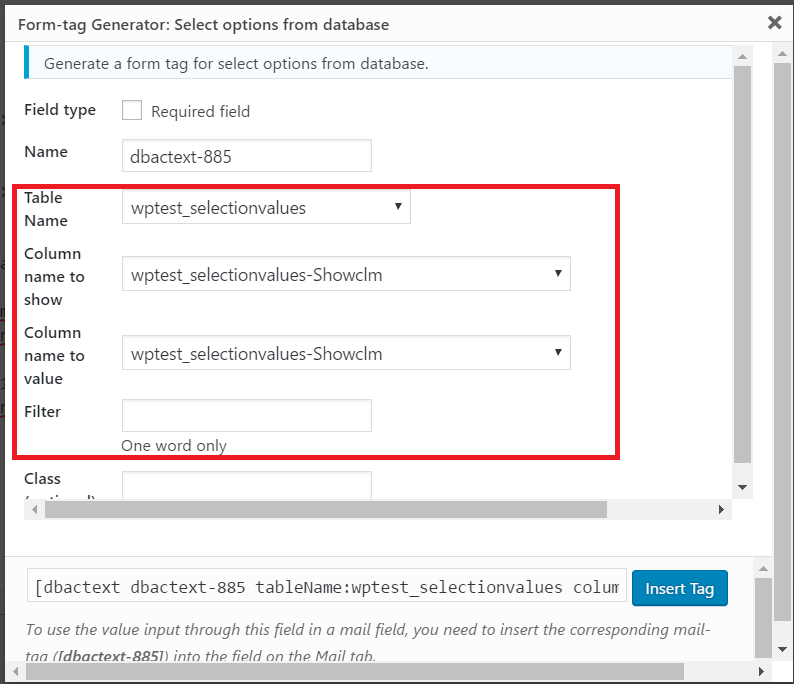 Form-tag Generator: Select options from database
Generate a form tag for select options from database.
Field type
Required field
Name
dbactext-885
Table
Name
wptest_selectionvalues
Column
name to
show
wptest_selectionvalues-Showclm
Column
name to
value
wptest_selectionvalues-Showclm
Filter
One word only
Class
[dbactext dbactext-885 tableName:wptest_selectionvalues colum
Insert Tag
To use the value input through this field in a mail field, you need to insert the corresponding mail-
tag ([dbactext-885]) into the field on the Mail tab.